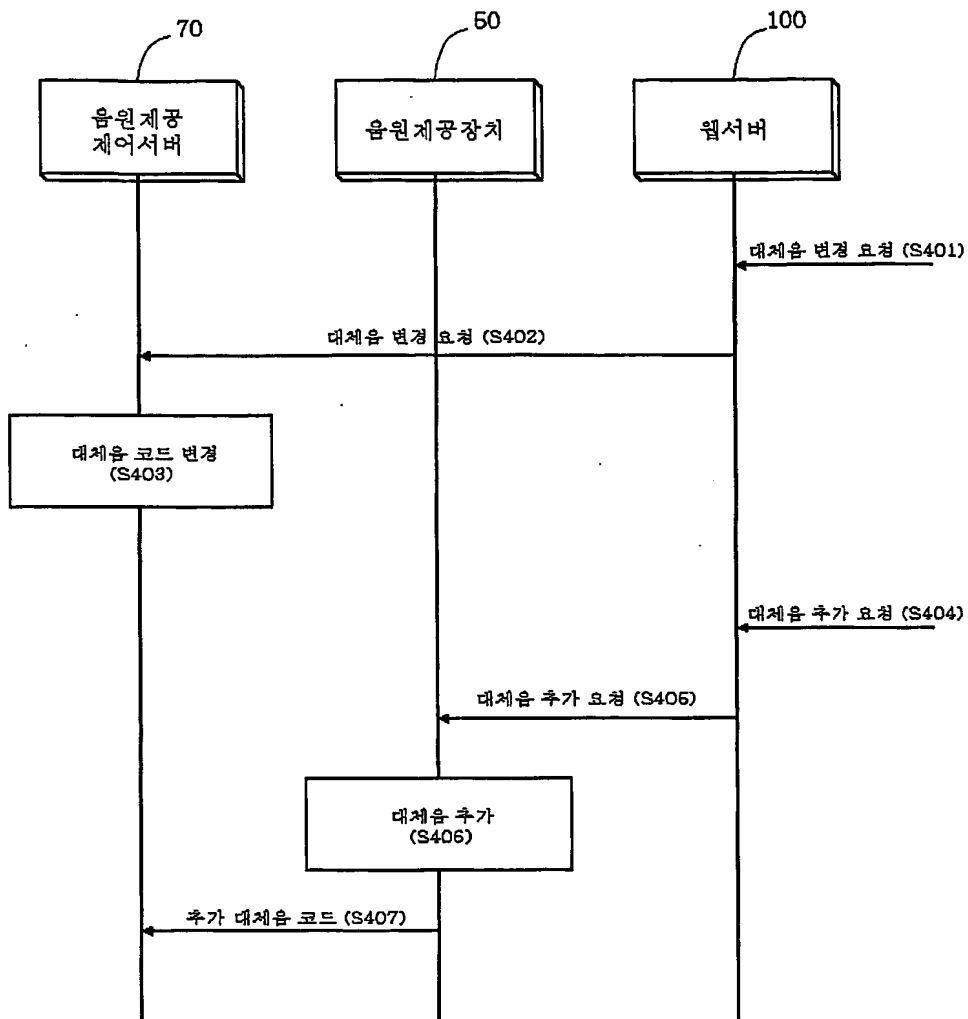 70
50
100
음원제공
제어서버
음원제공장치
웹서버
대체음 변경 요청 (S401)
대체음 변경 요청 (S402)
대체음 코드 변경
(S403)
대체음 추가 요청 (S404)
대체음 추가 요청 (S405)
대체음 추가
(S406)
추가 대체음 코드 (S407)